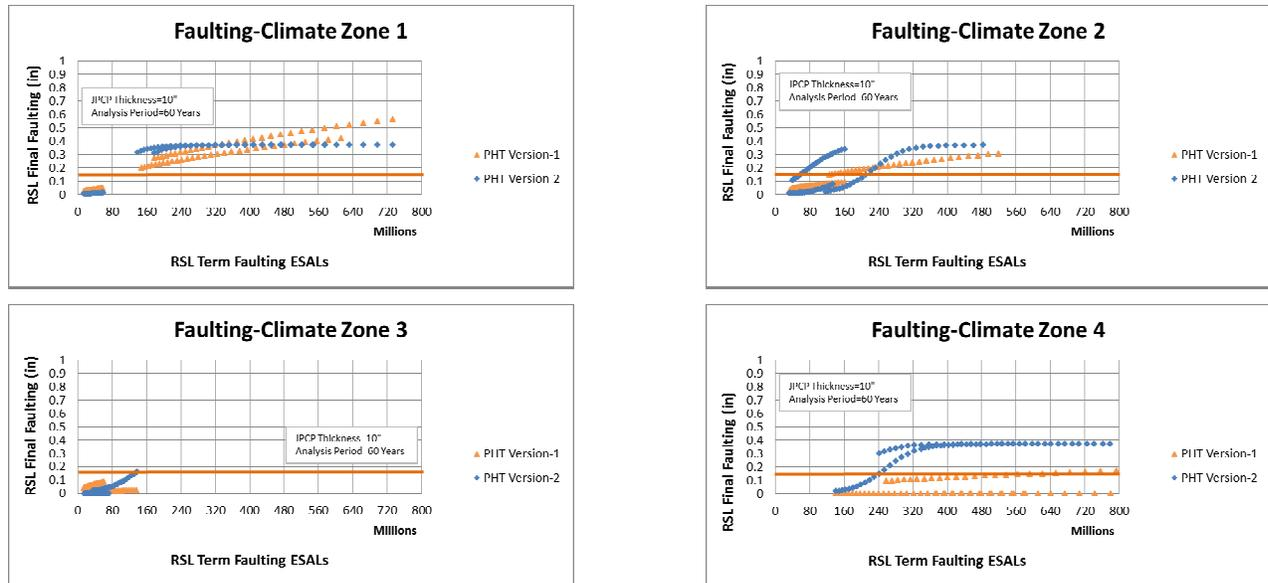 Faulting-Climate Zone 1
RSL Final Faulting (in)
1
0.9
0.8
0.7
0.6
0.5
0.4
0.3
0.2
0.1
0
JPCP Thickness=10"
Analysis Period=60 Years
PHT Version-1
PHT Version 2
0 80 160 240 320 400 480 560 640 720 800
Millions
RSL Term Faulting ESALs
Faulting-Climate Zone 2
RSL Final Faulting (in)
1
0.9
0.8
0.7
0.6
0.5
0.4
0.3
0.2
0.1
0
JPCP Thickness=10"
Analysis Period 60 Years
PHT Version-1
PHT Version 2
0 80 160 240 320 400 480 560 640 720 800
Millions
RSL Term Faulting ESALs
Faulting-Climate Zone 3
RSL Final Faulting (in)
1
0.9
0.8
0.7
0.6
0.5
0.4
0.3
0.2
0.1
0
JPCP Thickness 10"
Analysis Period 60 Years
PHT Version-1
PHT Version-2
0 80 160 240 320 400 480 560 640 720 800
Millions
RSL Term Faulting ESALs
Faulting-Climate Zone 4
RSL Final Faulting (in)
1
0.9
0.8
0.7
0.6
0.5
0.4
0.3
0.2
0.1
0
JPCP Thickness=10"
Analysis Period=60 Years
PHT Version-1
PHT Version-2
0 80 160 240 320 400 480 560 640 720 800
Millions
RSL Term Faulting ESALs